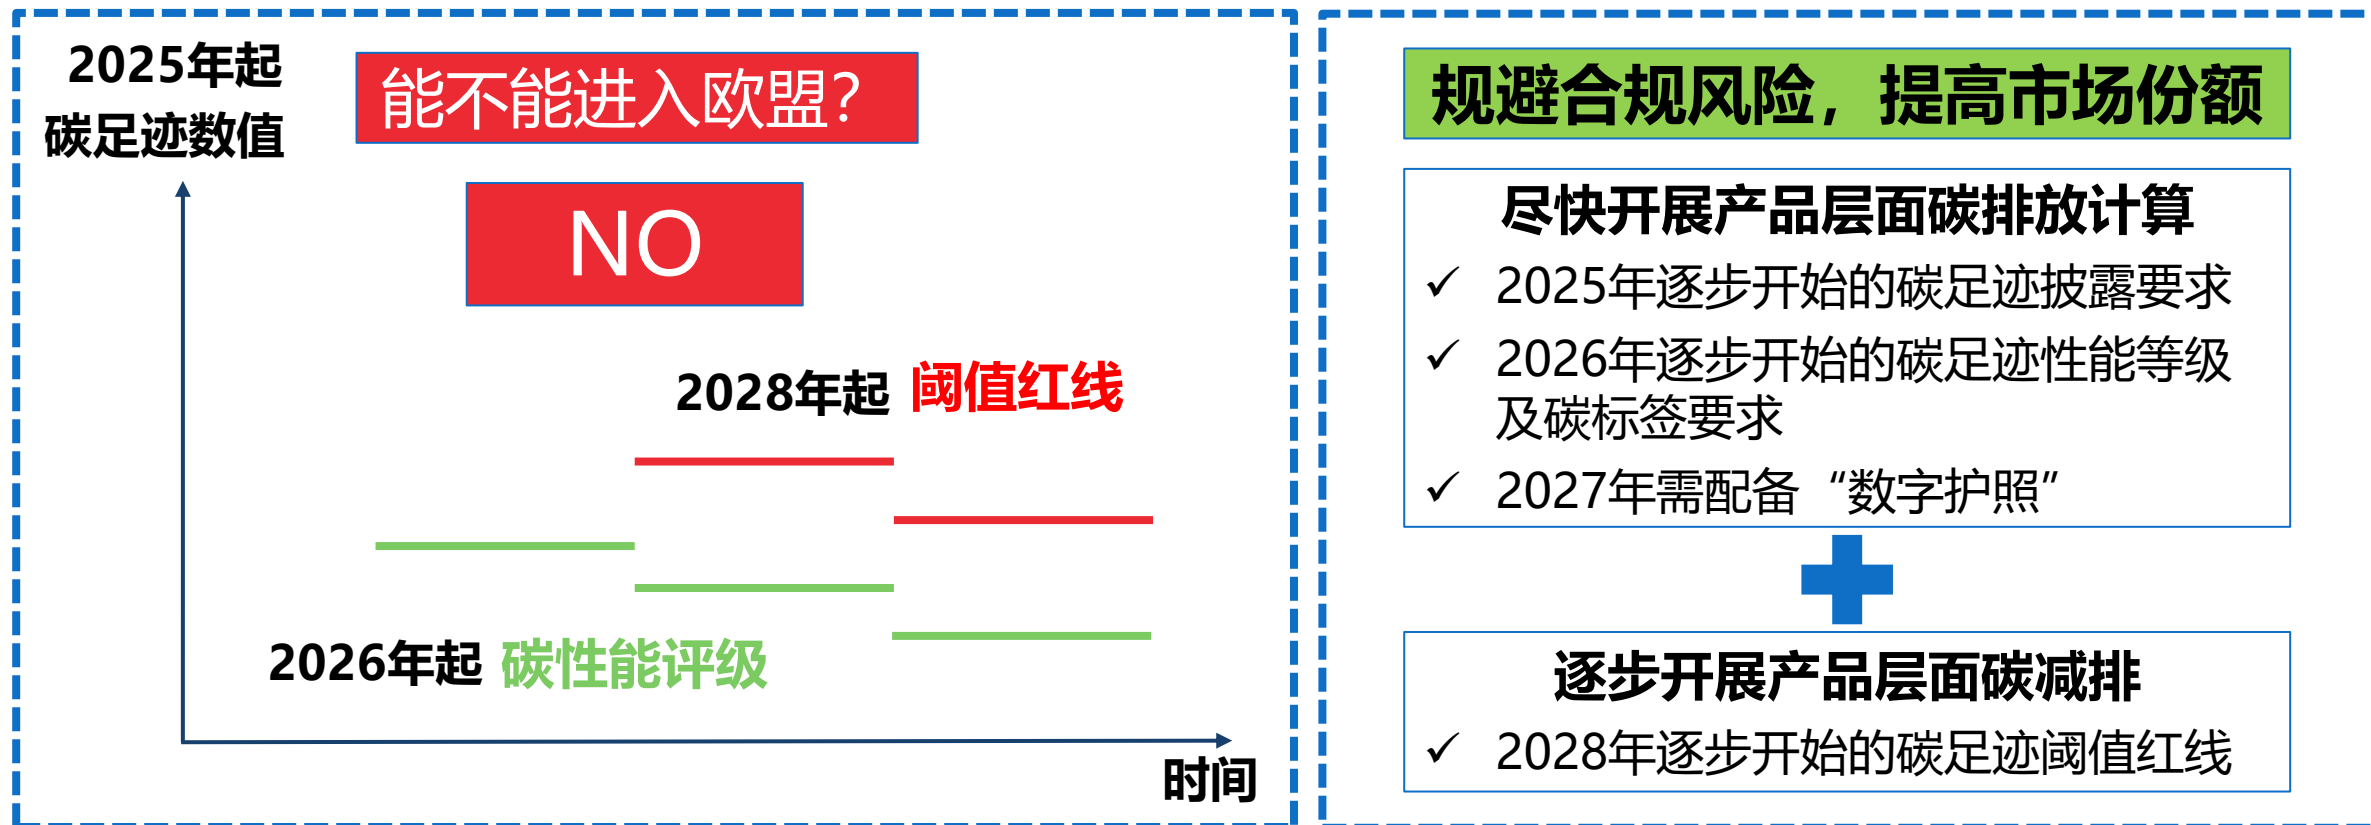 2025年起
碳足迹数值
能不能进入欧盟？
NO
2028年起 阈值红线
2026年起 碳性能评级
时间
规避合规风险，提高市场份额
尽快开展产品层面碳排放计算
✓ 2025年逐步开始的碳足迹披露要求
✓ 2026年逐步开始的碳足迹性能等级
及碳标签要求
✓ 2027年需配备“数字护照”
逐步开展产品层面碳减排
✓ 2028年逐步开始的碳足迹阈值红线